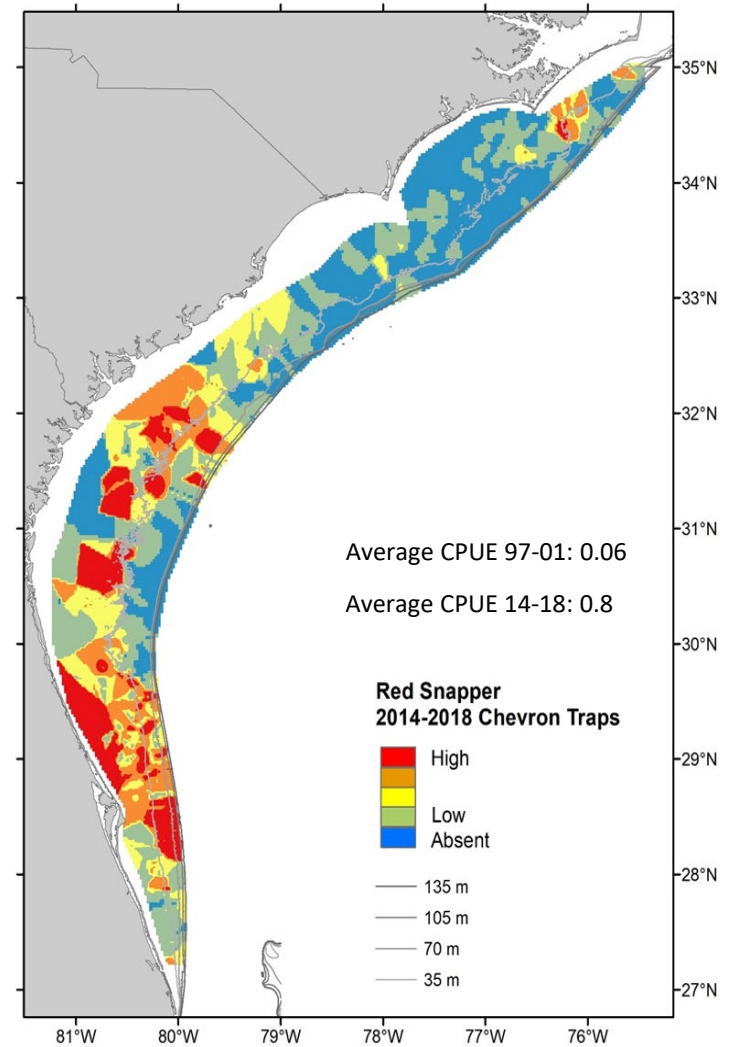 35°N
34°N
33°N
32°N
31°N
Average CPUE 97-01: 0.06
Average CPUE 14-18: 0.8
30°N
Red Snapper
2014-2018 Chevron Traps
High
29°N
Low
Absent
28°N
135 m
105 m
70 m
35 m
27°N
81°W 80°W 79°W 78°W 77°W 76°W